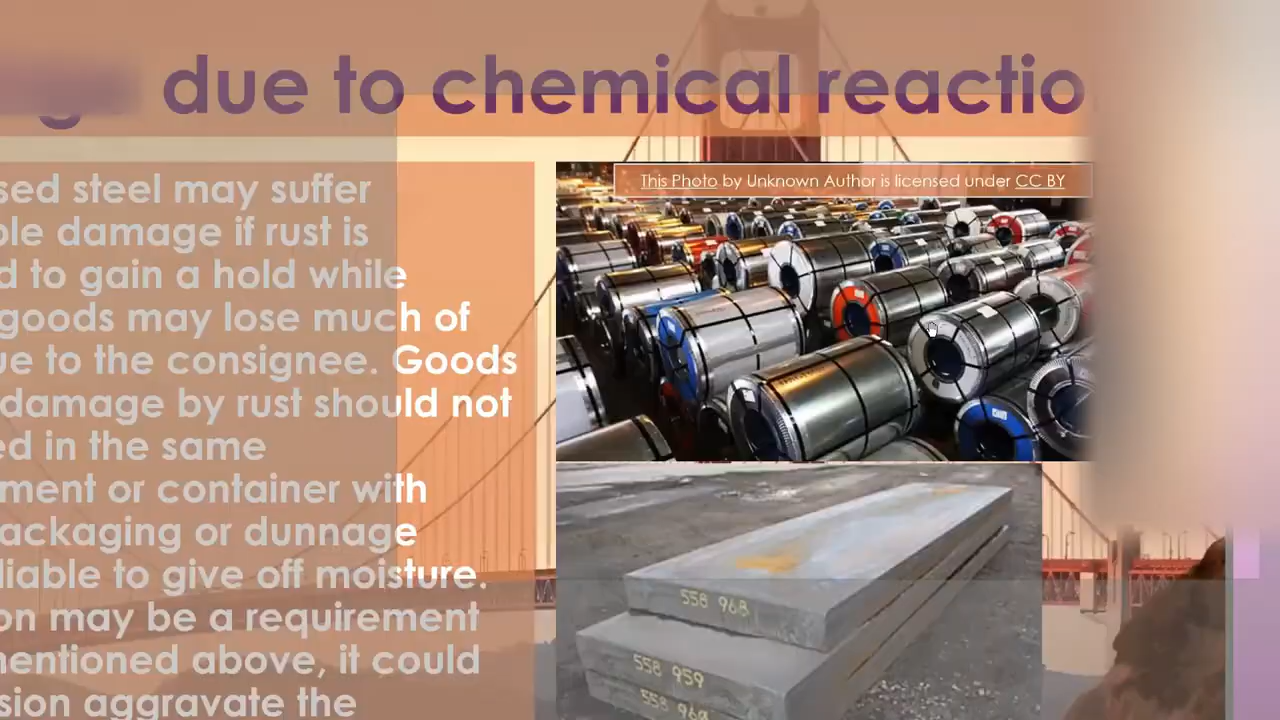 due to chemical reactio
This Photo by Unknown Author is licensed under CC BY
sed steel may suffer
ble damage if rust is
d to gain a hold while
goods may lose much of
ue to the consignee. Goods
damage by rust should not
ed in the same
ment or container with
ackaging or dunnage
liable to give off moisture.
on may be a requirement
mentioned above, it could
sion aggravate the
558 968
558 959
558 960